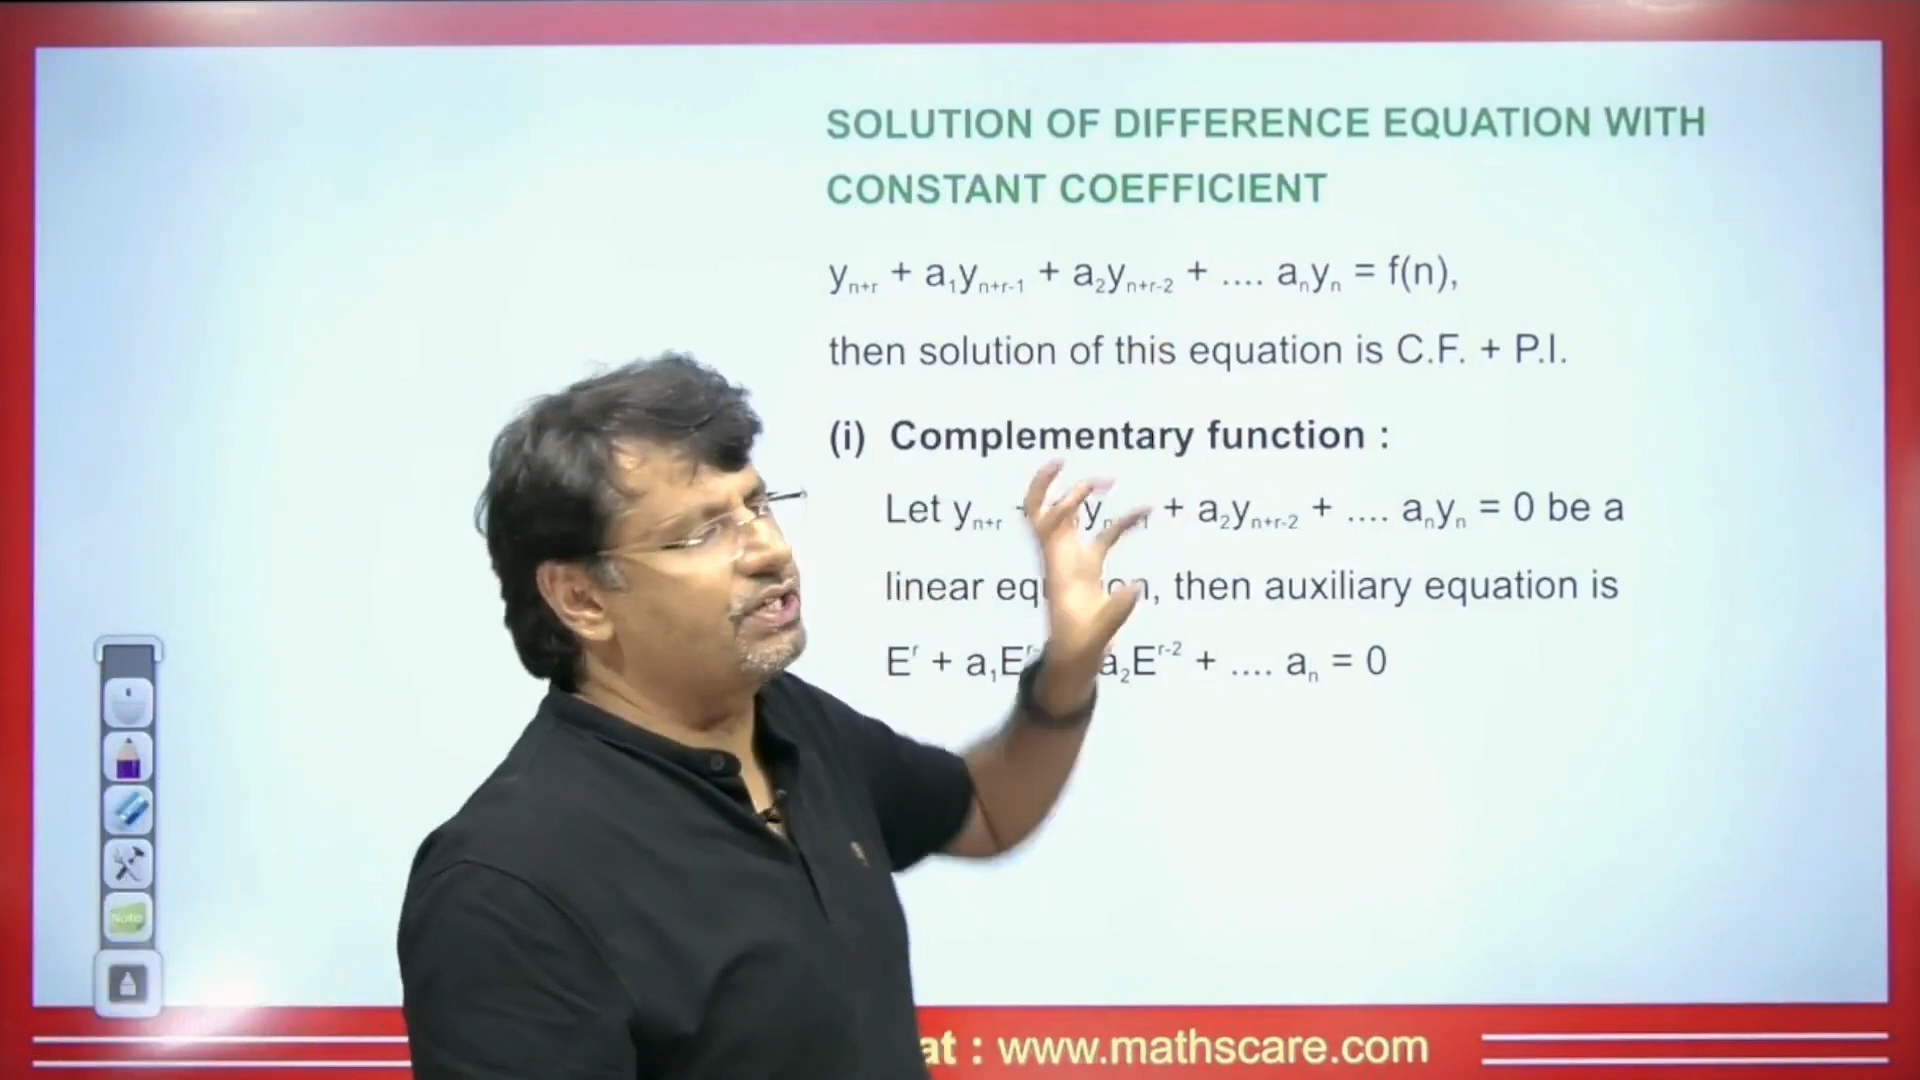 SOLUTION OF DIFFERENCE EQUATION WITH
CONSTANT COEFFICIENT
yₙ₊ᵣ + a₁yₙ₊ᵣ₋₁ + a₂yₙ₊ᵣ₋₂ + .... aₙyₙ = f(n),
then solution of this equation is C.F. + P.I.
(i) Complementary function :
Let yₙ₊ᵣ + y + a₂yₙ₊ᵣ₋₂ + .... aₙyₙ = 0 be a
linear , then auxiliary equation is
Eʳ + a₁E a₂Eʳ⁻² + .... aₙ = 0
Note
at : www.mathscare.com